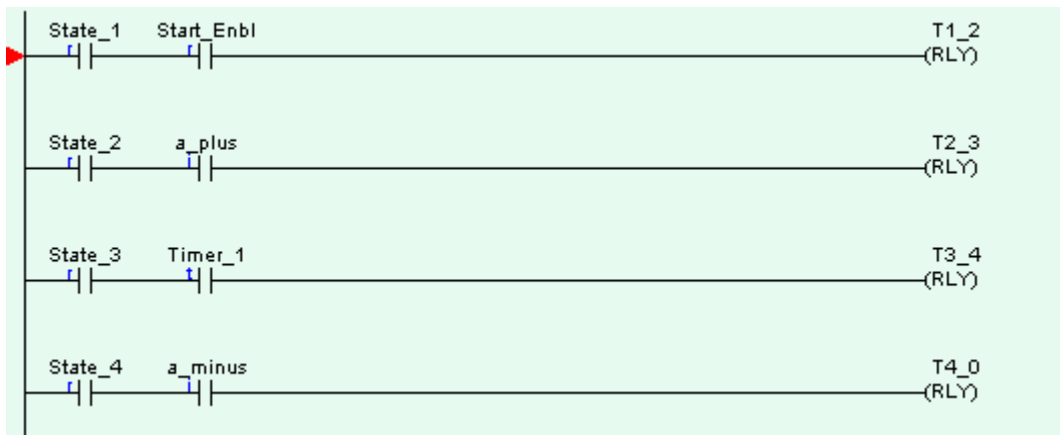 State_1 Start_Enbl T1_2
r r (RLY)
State_2 a_plus T2_3
r i (RLY)
State_3 Timer_1 T3_4
r t (RLY)
State_4 a_minus T4_0
r i (RLY)